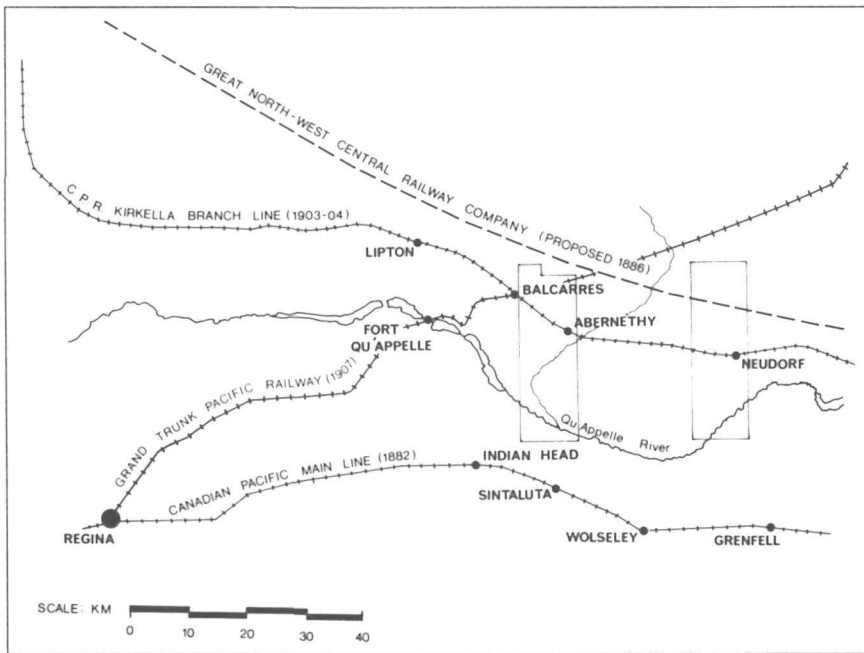 GREAT NORTH-WEST CENTRAL RAILWAY COMPANY (PROPOSED 1886)
C.P.R. KIRKELLA BRANCH LINE (1903-04)
LIPTON
BALCARRES
ABERNETHY
FORT
QU'APPELLE
NEUDORF
GRAND TRUNK PACIFIC RAILWAY (1907)
Qu'Appelle River
INDIAN HEAD
CANADIAN PACIFIC MAIN LINE (1882)
SINTALUTA
REGINA
WOLSELEY
GRENFELL
SCALE: KM
0 10 20 30 40